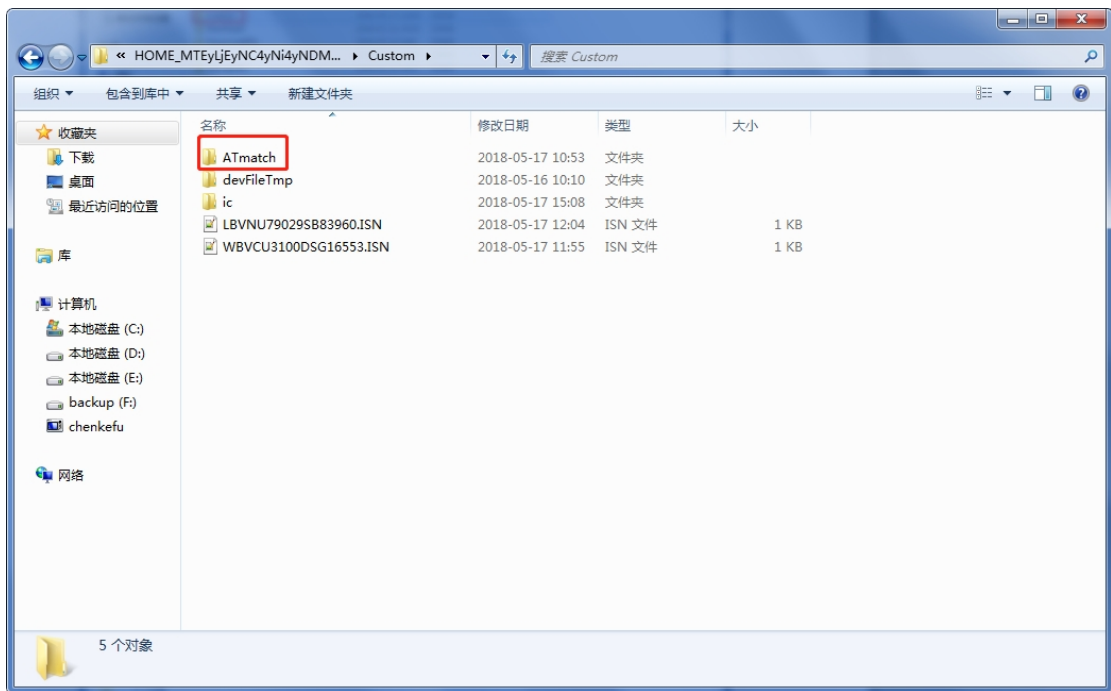 « HOME_MTEyLjEyNC4yNi4yNDM... ▸ Custom ▸ 搜索 Custom
组织 包含到库中 共享 新建文件夹
收藏夹
下载
桌面
最近访问的位置
库
计算机
本地磁盘 (C:)
本地磁盘 (D:)
本地磁盘 (E:)
backup (F:)
chenkefu
网络
名称 修改日期 类型 大小
ATmatch 2018-05-17 10:53 文件夹
devFileTmp 2018-05-16 10:10 文件夹
ic 2018-05-17 15:08 文件夹
LBVNU79029SB83960.ISN 2018-05-17 12:04 ISN 文件 1 KB
WBVCU3100DSG16553.ISN 2018-05-17 11:55 ISN 文件 1 KB
5 个对象